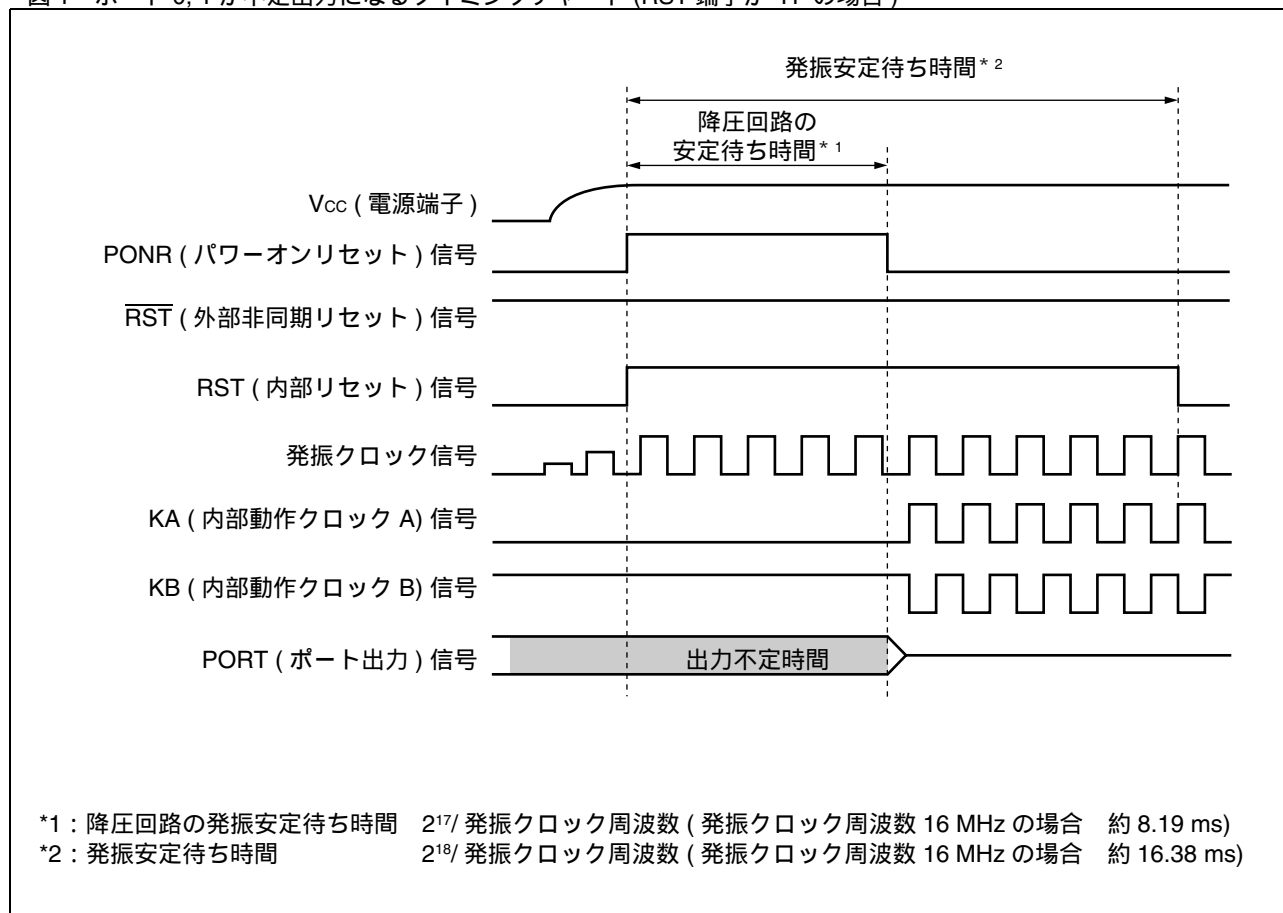 発振安定待ち時間*2
降圧回路の
安定待ち時間*1
Vcc ( 電源端子 )
PONR ( パワーオンリセット ) 信号
RST ( 外部非同期リセット ) 信号
RST ( 内部リセット ) 信号
発振クロック信号
KA ( 内部動作クロック A) 信号
KB ( 内部動作クロック B) 信号
PORT ( ポート出力 ) 信号
出力不定時間
*1 : 降圧回路の発振安定待ち時間 2¹⁷/ 発振クロック周波数 ( 発振クロック周波数 16 MHz の場合 約 8.19 ms)
*2 : 発振安定待ち時間 2¹⁸/ 発振クロック周波数 ( 発振クロック周波数 16 MHz の場合 約 16.38 ms)